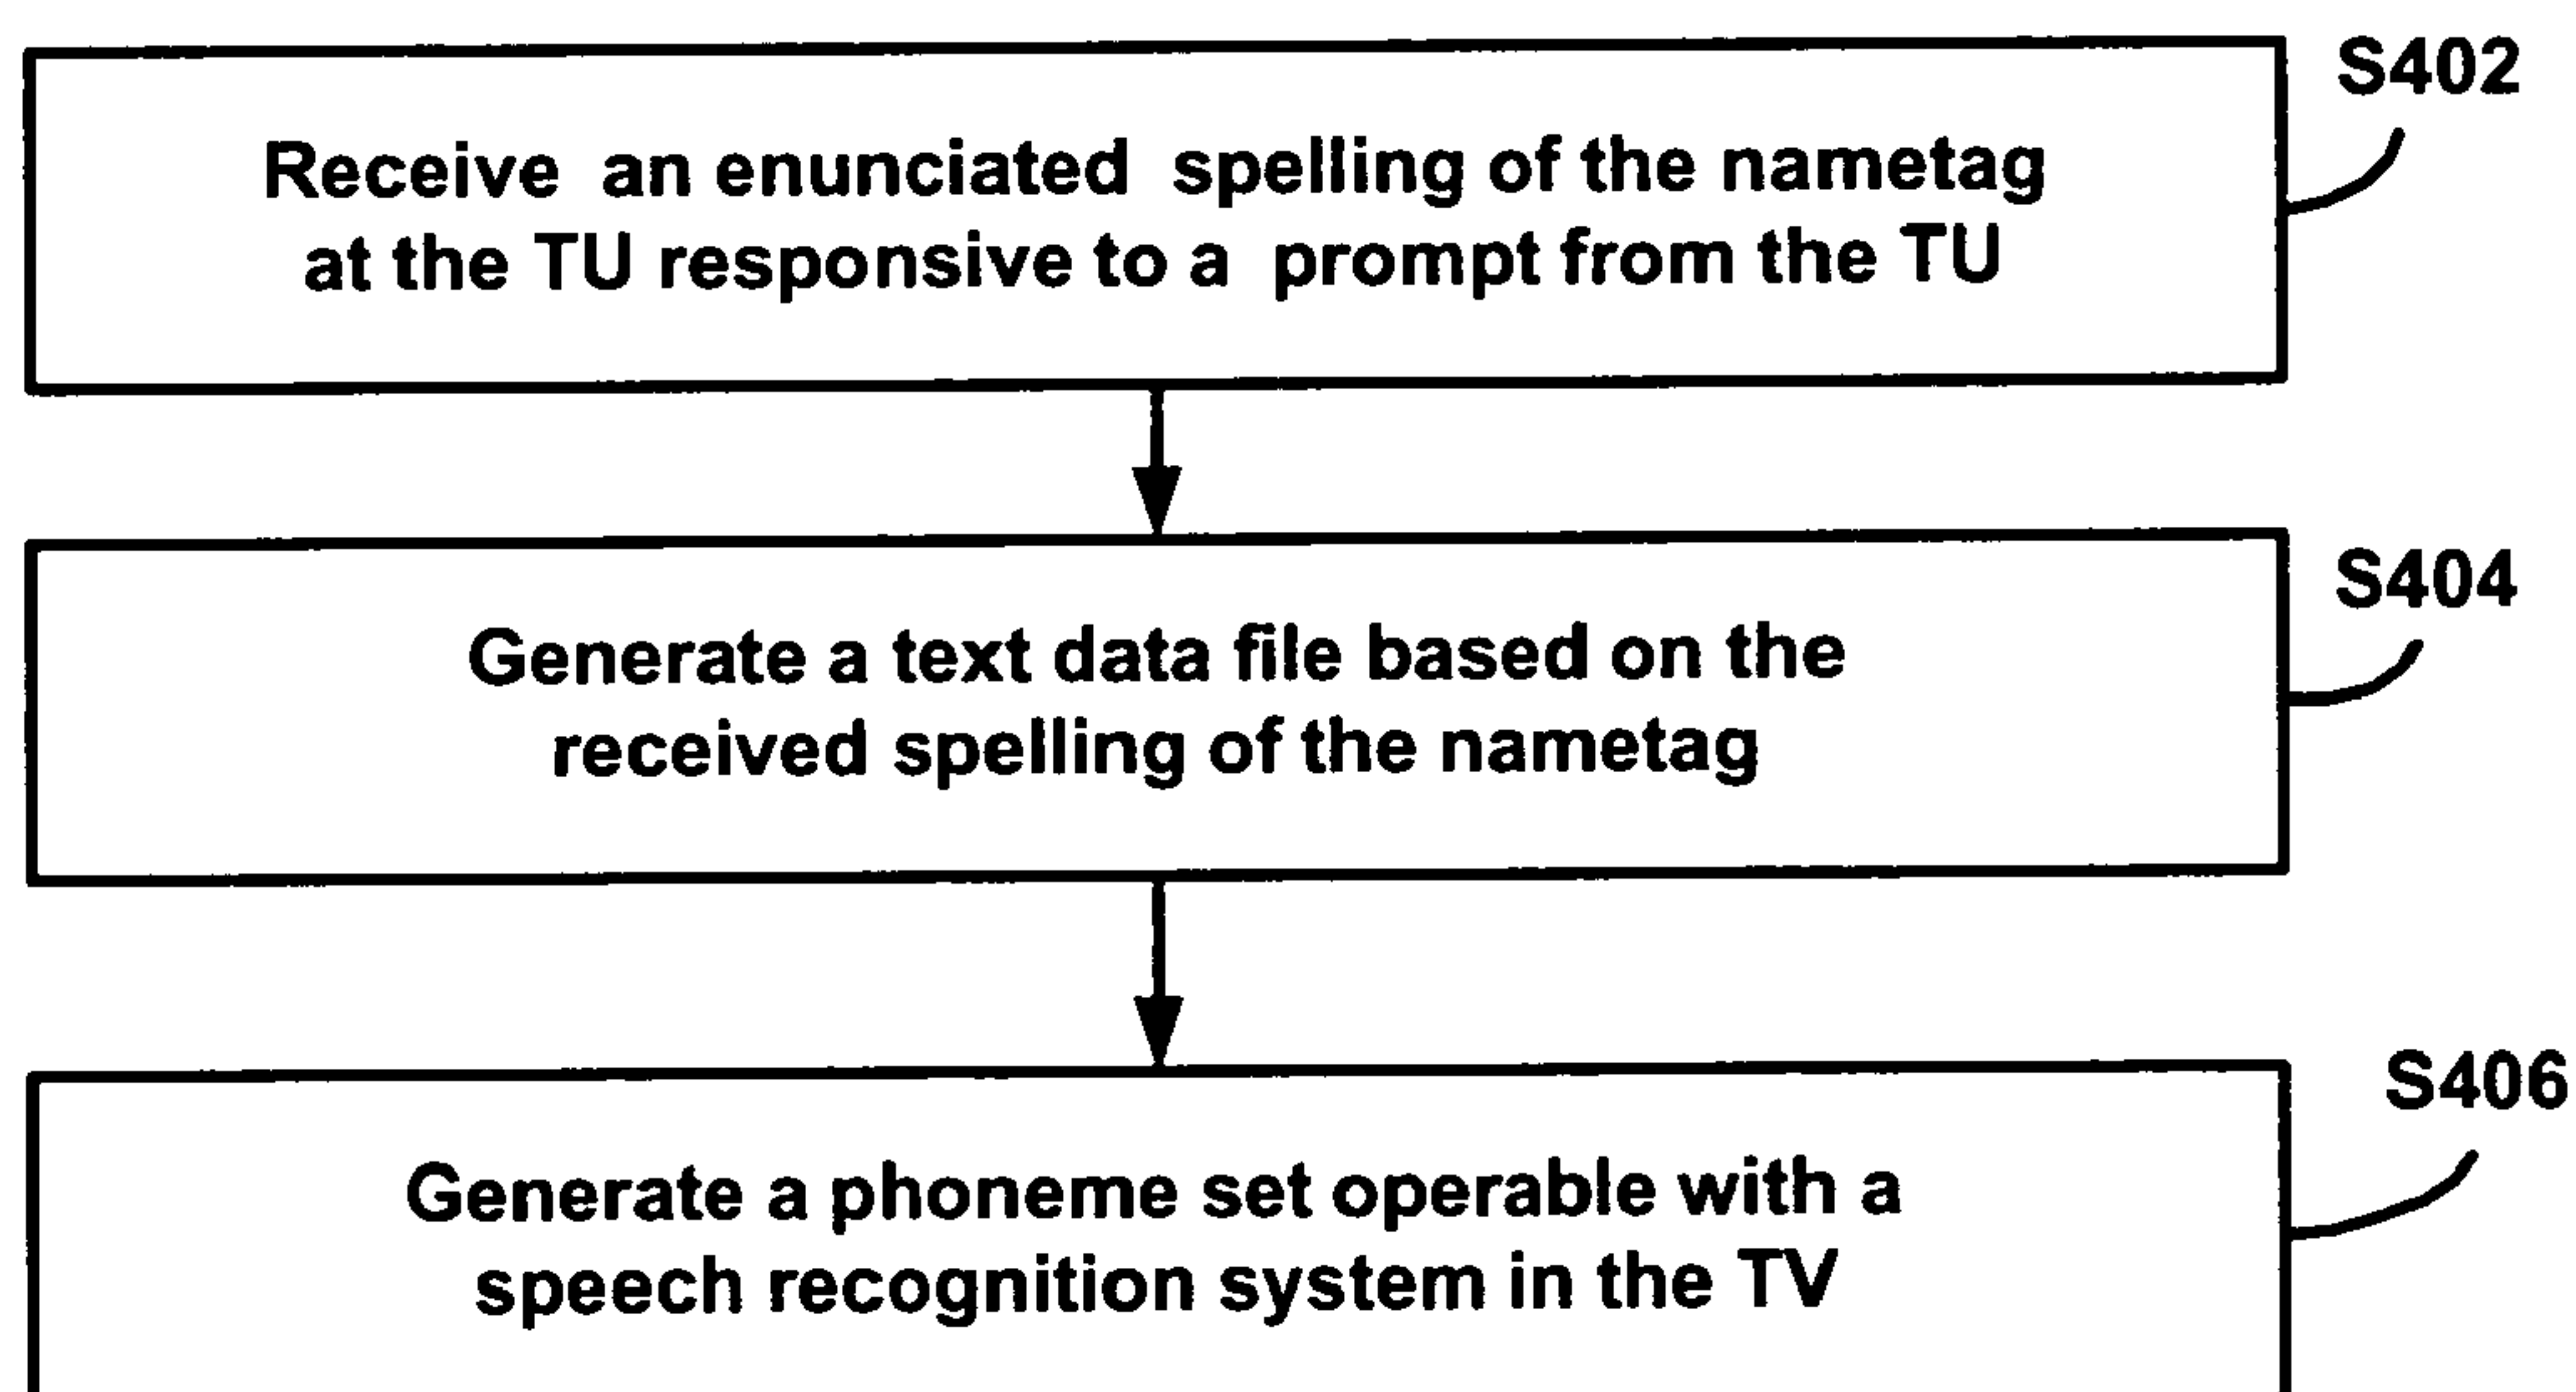 S402
Receive an enunciated spelling of the nametag
at the TU responsive to a prompt from the TU
S404
Generate a text data file based on the
received spelling of the nametag
S406
Generate a phoneme set operable with a
speech recognition system in the TV